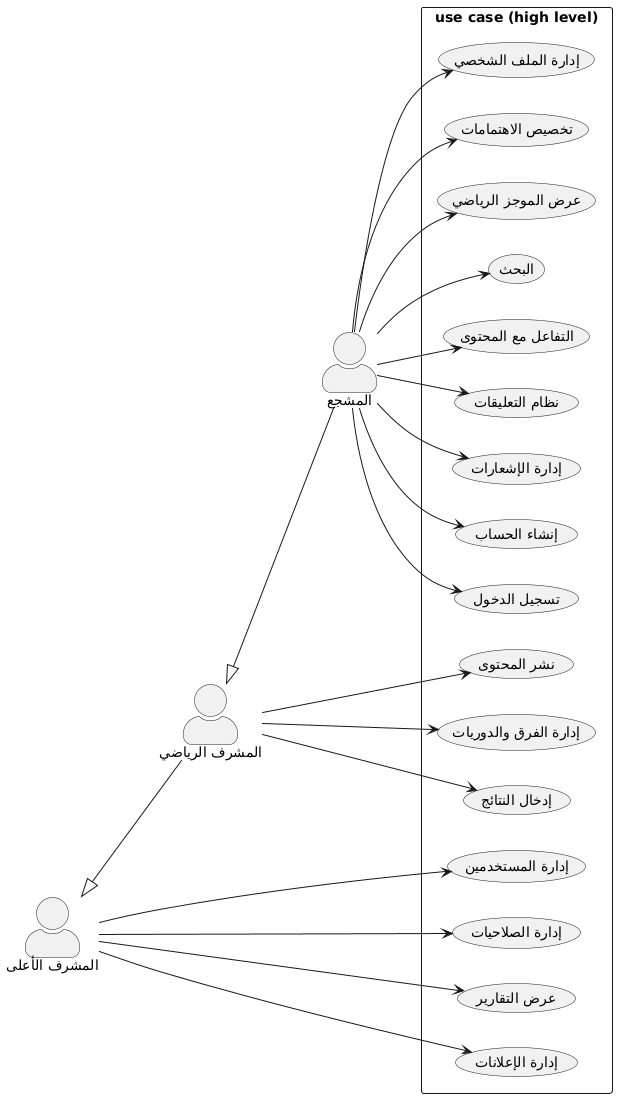 use case (high level)
إدارة الملف الشخصي
تخصيص الاهتمامات
عرض الموجز الرياضي
البحث
التفاعل مع المحتوى
نظام التعليقات
المشجع
إدارة الإشعارات
إنشاء الحساب
تسجيل الدخول
نشر المحتوى
إدارة الفرق والدوريات
المشرف الرياضي
إدخال النتائج
إدارة المستخدمين
إدارة الصلاحيات
المشرف الأعلى
عرض التقارير
إدارة الإعلانات